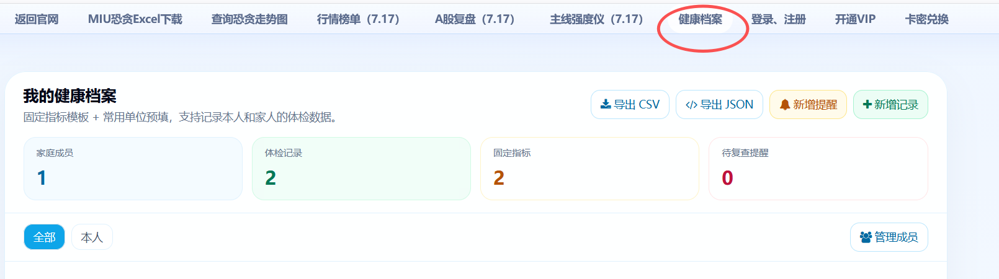 返回官网 MIU恐贪Excel下载 查询恐贪走势图 行情榜单（7.17） A股复盘（7.17） 主线强度仪（7.17） 健康档案 登录、注册 开通VIP 卡密兑换
我的健康档案
固定指标模板 + 常用单位预填，支持记录本人和家人的体检数据。
导出 CSV 导出 JSON 新增提醒 新增记录
家庭成员 体检记录 固定指标 待复查提醒
1 2 2 0
全部 本人 管理成员